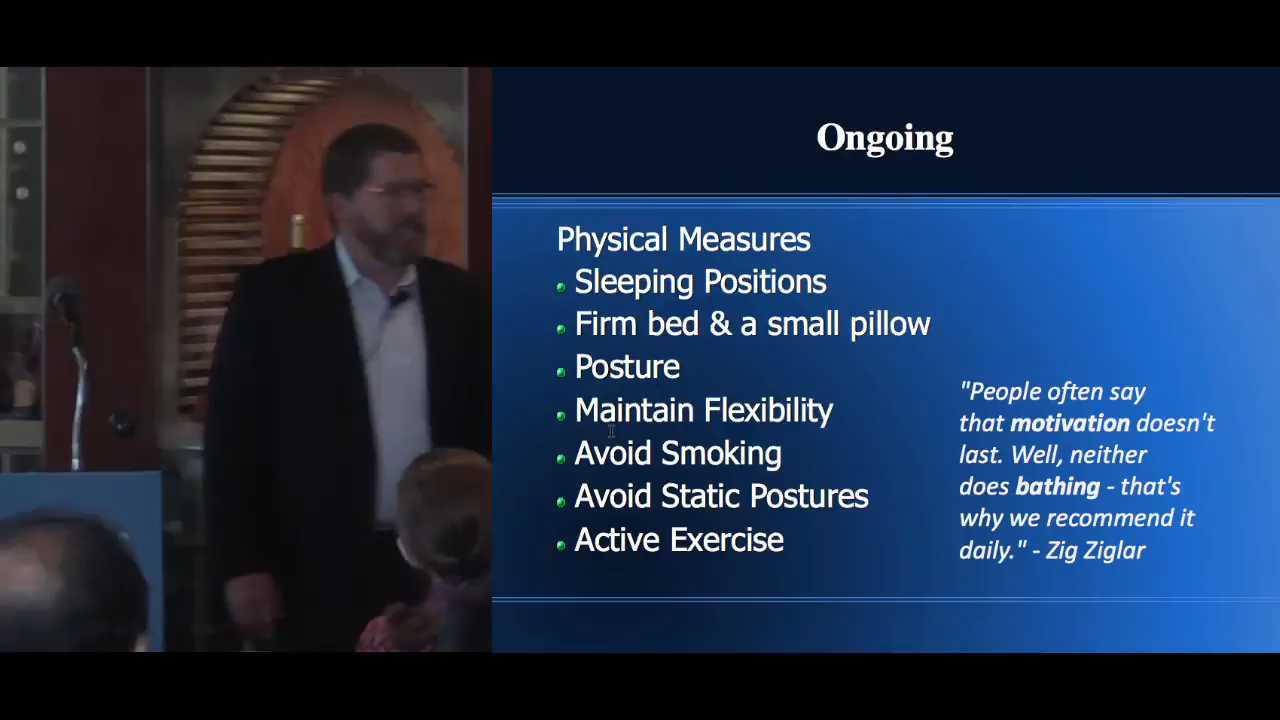 Ongoing
Physical Measures
Sleeping Positions
Firm bed & a small pillow
Posture
Maintain Flexibility
Avoid Smoking
Avoid Static Postures
Active Exercise
"People often say
that motivation doesn't
last. Well, neither
does bathing - that's
why we recommend it
daily." - Zig Ziglar